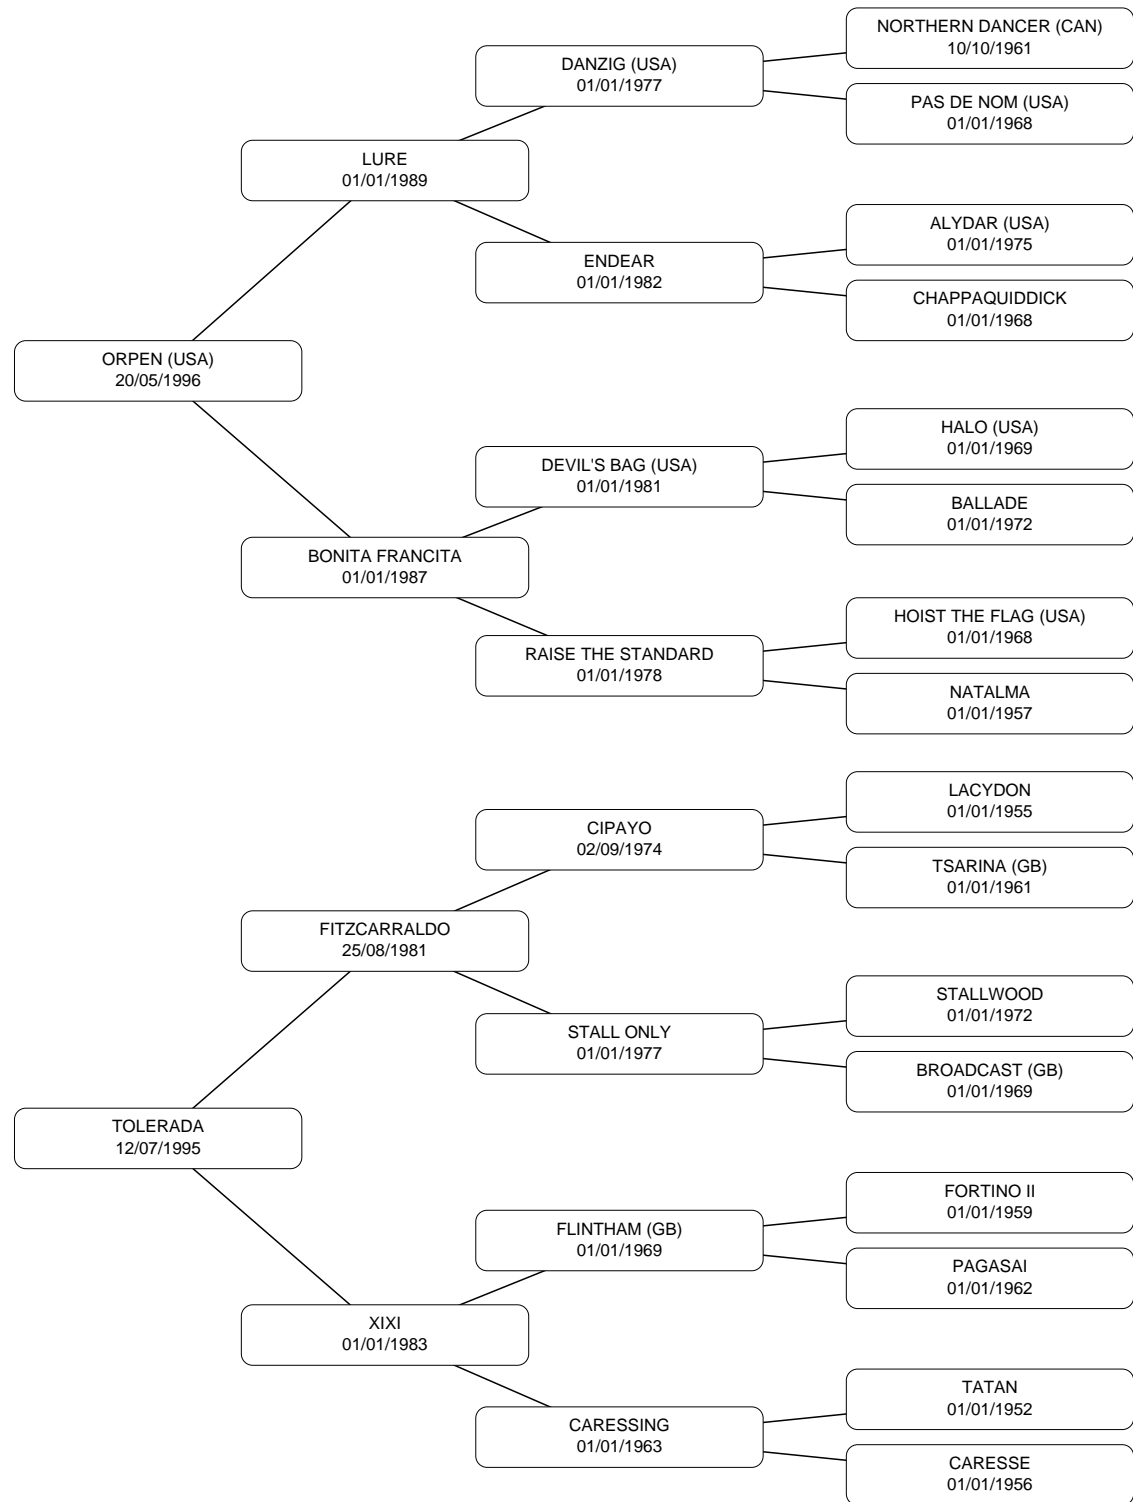 NORTHERN DANCER (CAN)
10/10/1961
DANZIG (USA)
01/01/1977
PAS DE NOM (USA)
01/01/1968
LURE
01/01/1989
ALYDAR (USA)
01/01/1975
ENDEAR
01/01/1982
CHAPPAQUIDDICK
01/01/1968
ORPEN (USA)
20/05/1996
HALO (USA)
01/01/1969
DEVIL'S BAG (USA)
01/01/1981
BALLADE
01/01/1972
BONITA FRANCITA
01/01/1987
HOIST THE FLAG (USA)
01/01/1968
RAISE THE STANDARD
01/01/1978
NATALMA
01/01/1957
LACYDON
01/01/1955
CIPAYO
02/09/1974
TSARINA (GB)
01/01/1961
FITZCARRALDO
25/08/1981
STALLWOOD
01/01/1972
STALL ONLY
01/01/1977
BROADCAST (GB)
01/01/1969
TOLERADA
12/07/1995
FORTINO II
01/01/1959
FLINTHAM (GB)
01/01/1969
PAGASAI
01/01/1962
XIXI
01/01/1983
TATAN
01/01/1952
CARESSING
01/01/1963
CARESSE
01/01/1956